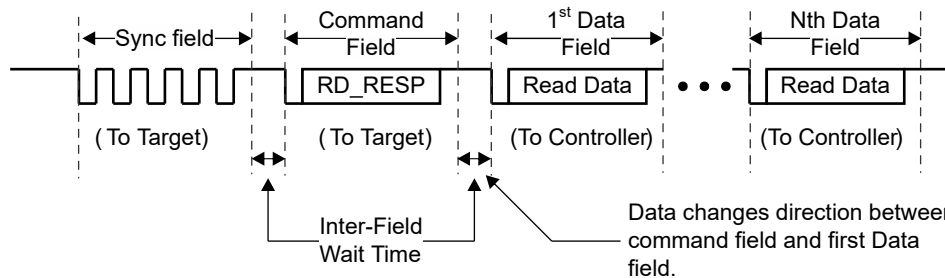 Sync field
Command
Field
1st Data
Field
Nth Data
Field
RD_RESP
Read Data
Read Data
( To Target)
( To Target)
(To Controller)
(To Controller)
Inter-Field
Wait Time
Data changes direction between
command field and first Data
field.